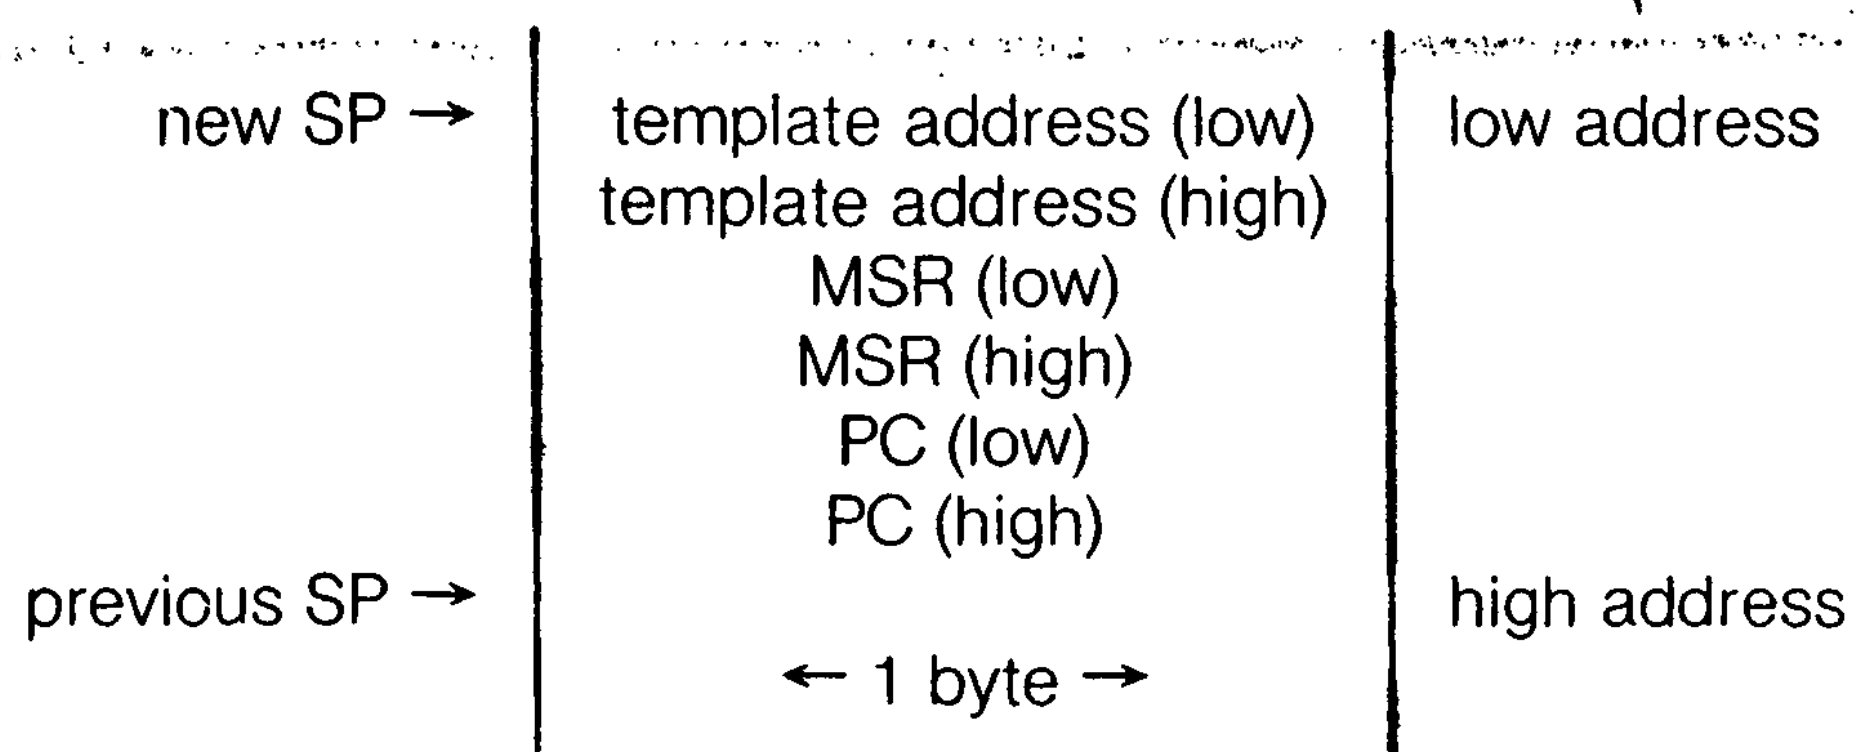 new SP → template address (low) low address
template address (high)
MSR (low)
MSR (high)
PC (low)
PC (high)
previous SP → high address
← 1 byte →